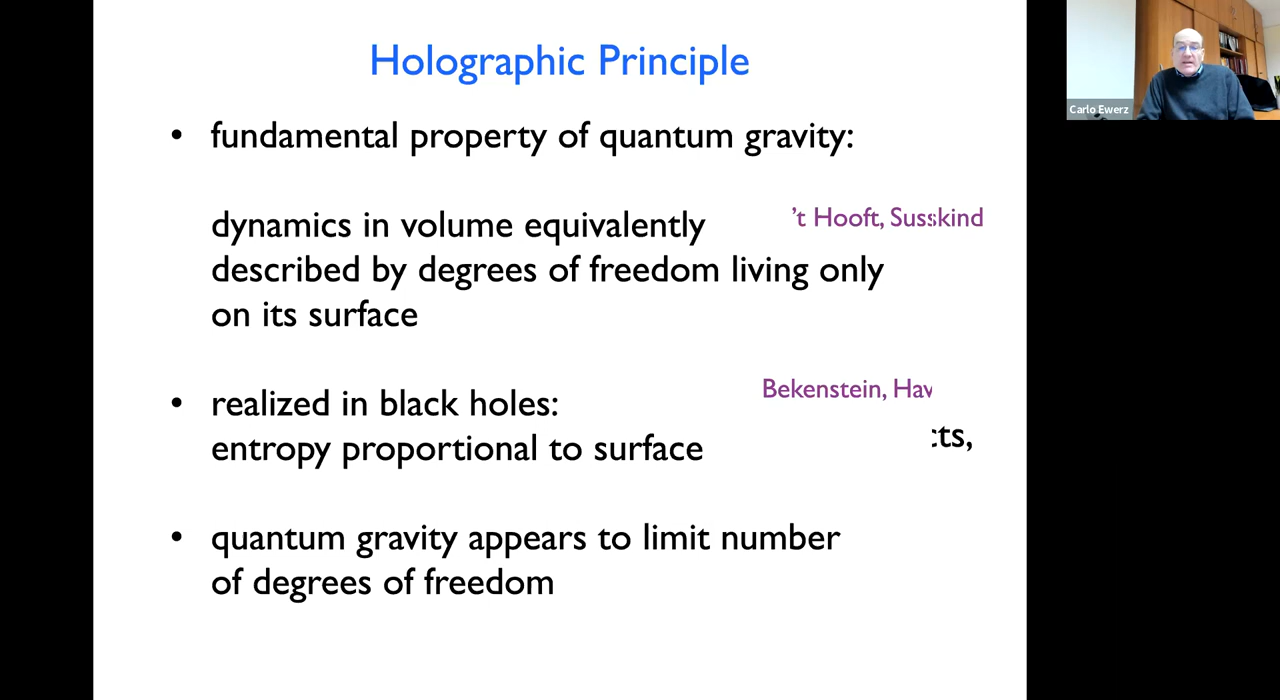 Holographic Principle
• fundamental property of quantum gravity:
dynamics in volume equivalently
't Hooft, Susskind
described by degrees of freedom living only
on its surface
• realized in black holes:
Bekenstein,
entropy proportional to surface
• quantum gravity appears to limit number
of degrees of freedom
Carlo Ewerz